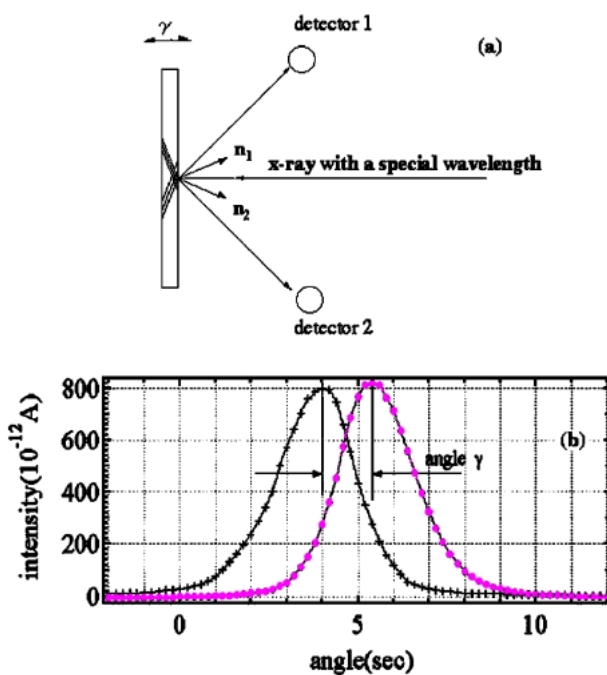 γ
detector 1
(a)
n1
x-ray with a special wavelength
n2
detector 2
800
600
400
200
0
intensity(10^-12 A)
(b)
angle γ
0 5 10
angle(sec)